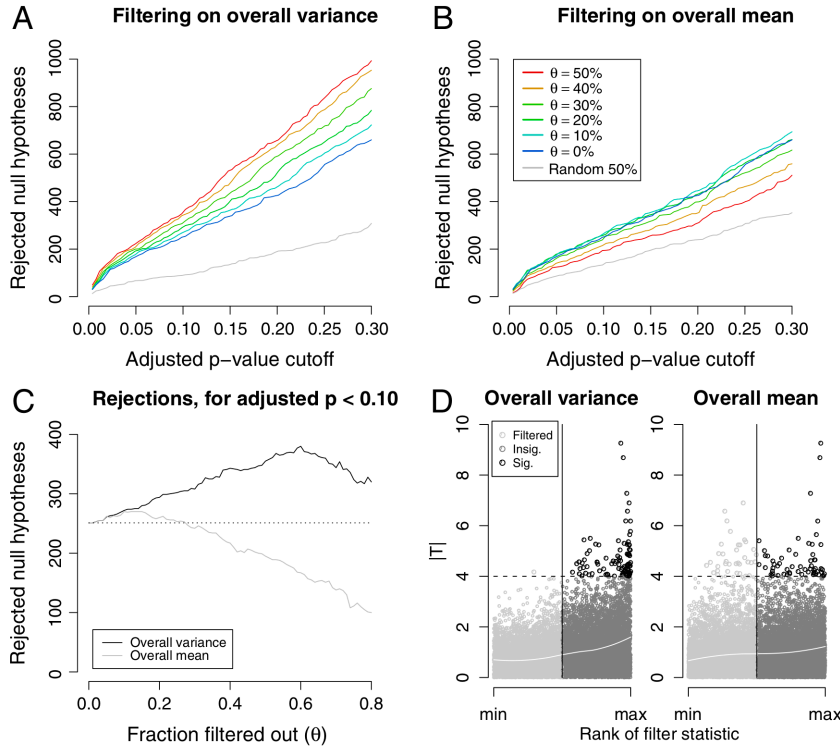 A
Filtering on overall variance
Rejected null hypotheses
1000
800
600
400
200
0
0.00 0.05 0.10 0.15 0.20 0.25 0.30
Adjusted p−value cutoff
B
Filtering on overall mean
Rejected null hypotheses
1000
800
600
400
200
0
θ = 50%
θ = 40%
θ = 30%
θ = 20%
θ = 10%
θ = 0%
Random 50%
0.00 0.05 0.10 0.15 0.20 0.25 0.30
Adjusted p−value cutoff
C
Rejections, for adjusted p < 0.10
Rejected null hypotheses
400
300
200
100
0
Overall variance
Overall mean
0.0 0.2 0.4 0.6 0.8
Fraction filtered out (θ)
D
Overall variance
Overall mean
|T|
10
8
6
4
2
0
Filtered
Insig.
Sig.
10
8
6
4
2
0
min max min max
Rank of filter statistic